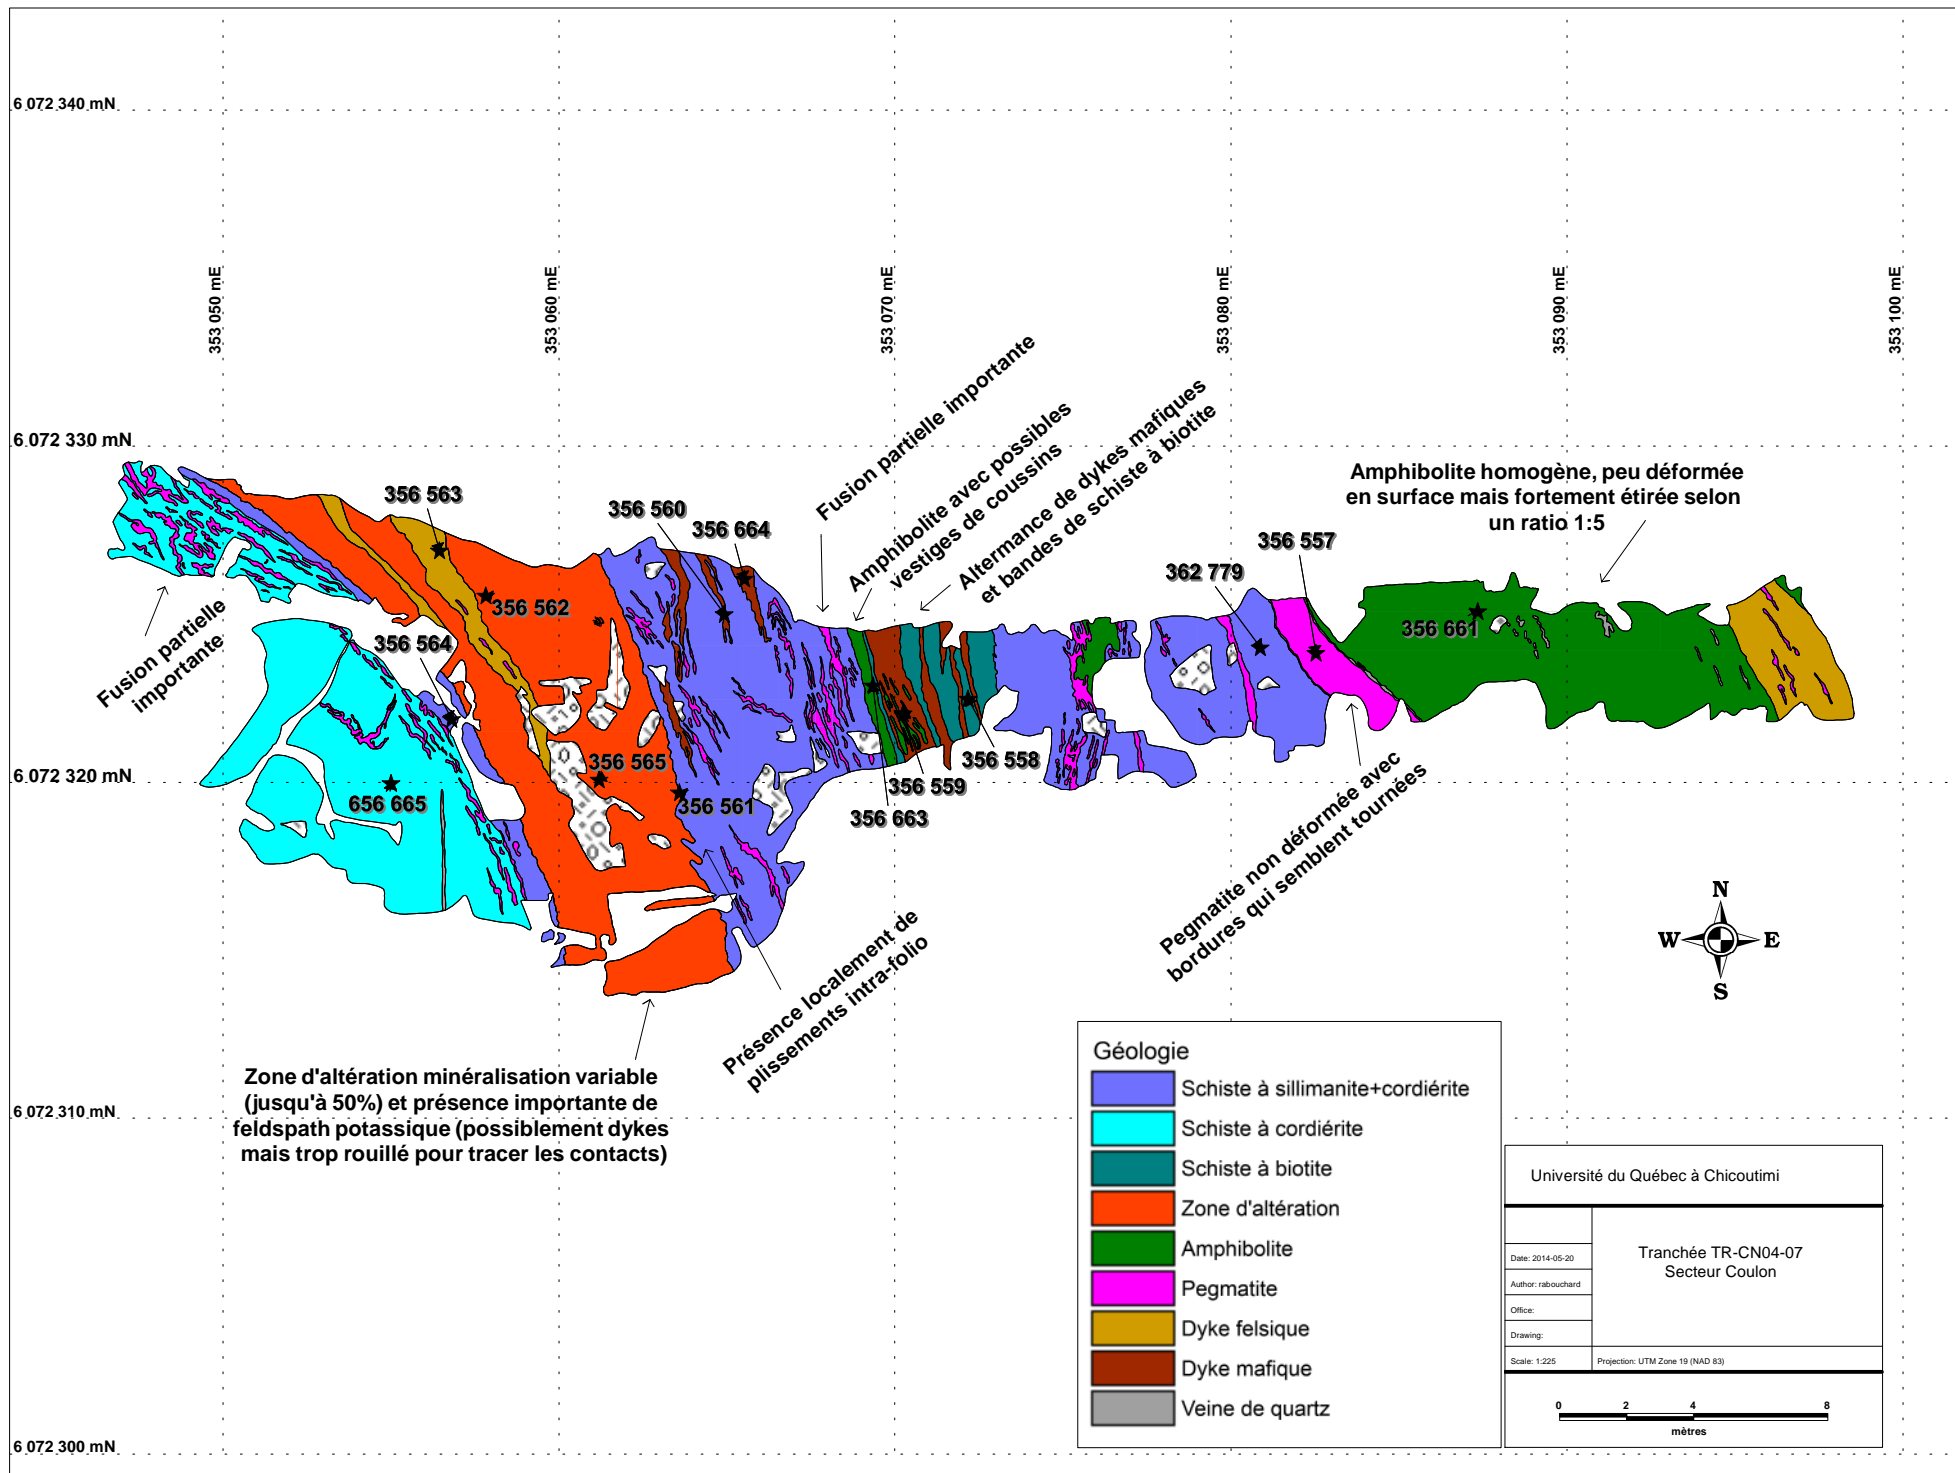 6 072 340 mN
353 050 mE
353 060 mE
353 070 mE
353 080 mE
353 090 mE
353 100 mE
6 072 330 mN
Fusion partielle importante
Amphibolite avec possibles
vestiges de coussins
Altermance de dykes mafiques
et bandes de schiste à biotite
Amphibolite homogène, peu déformée
en surface mais fortement étirée selon
un ratio 1:5
356 563
356 560
356 664
356 557
362 779
356 562
356 661
356 564
Fusion partielle
importante
356 565
356 558
6 072 320 mN
656 665
356 561
356 559
356 663
Pegmatite non déformée avec
bordures qui semblent tournées
N
W
E
S
Présence localement de
plissements intra-folio
Zone d'altération minéralisation variable
(jusqu'à 50%) et présence importante de
feldspath potassique (possiblement dykes
mais trop rouillé pour tracer les contacts)
6 072 310 mN
Géologie
Schiste à sillimanite+cordiérite
Schiste à cordiérite
Schiste à biotite
Zone d'altération
Amphibolite
Pegmatite
Dyke felsique
Dyke mafique
Veine de quartz
Université du Québec à Chicoutimi
Tranchée TR-CN04-07
Secteur Coulon
Date: 2014-05-20
Author: rabouchard
Office:
Drawing:
Scale: 1:225
Projection: UTM Zone 19 (NAD 83)
0 2 4 8
mètres
6 072 300 mN